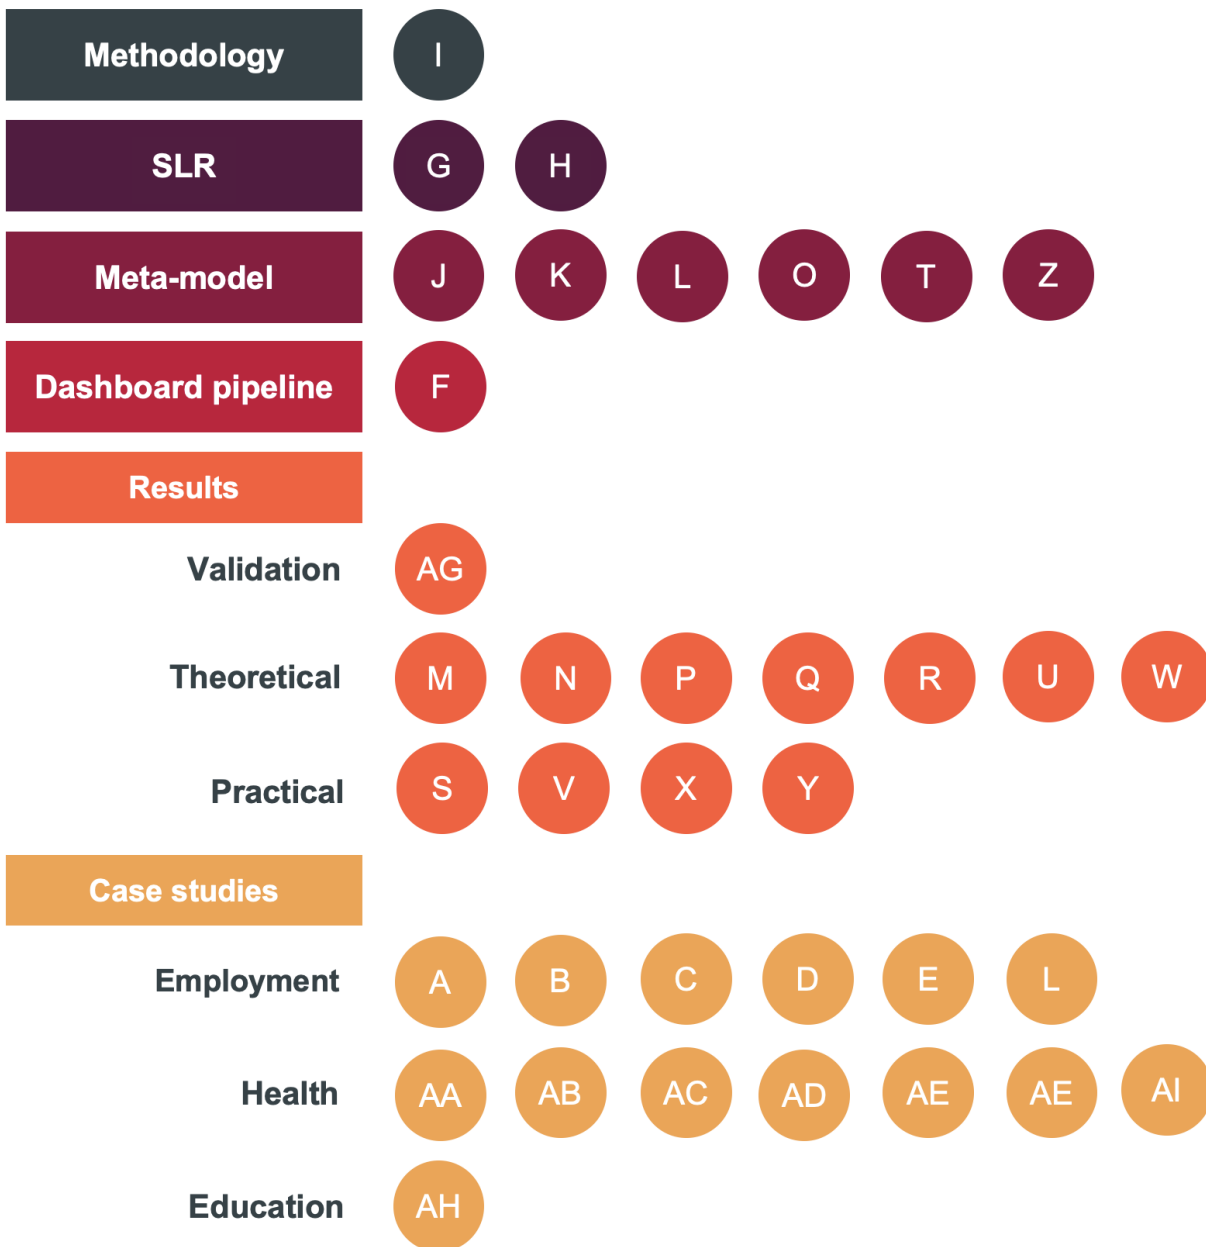 Methodology I
SLR G H
Meta-model J K L O T Z
Dashboard pipeline F
Results
Validation AG
Theoretical M N P Q R U W
Practical S V X Y
Case studies
Employment A B C D E L
Health AA AB AC AD AE AE AI
Education AH